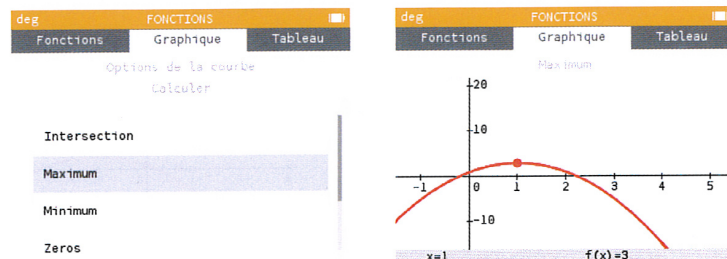 deg FONCTIONS
Fonctions Graphique Tableau
Options de la courbe
Calculer
Intersection
Maximum
Minimum
Zeros
deg FONCTIONS
Fonctions Graphique Tableau
Maximum
20
10
-1 0 1 2 3 4 5
-10
x=1 f(x)=3